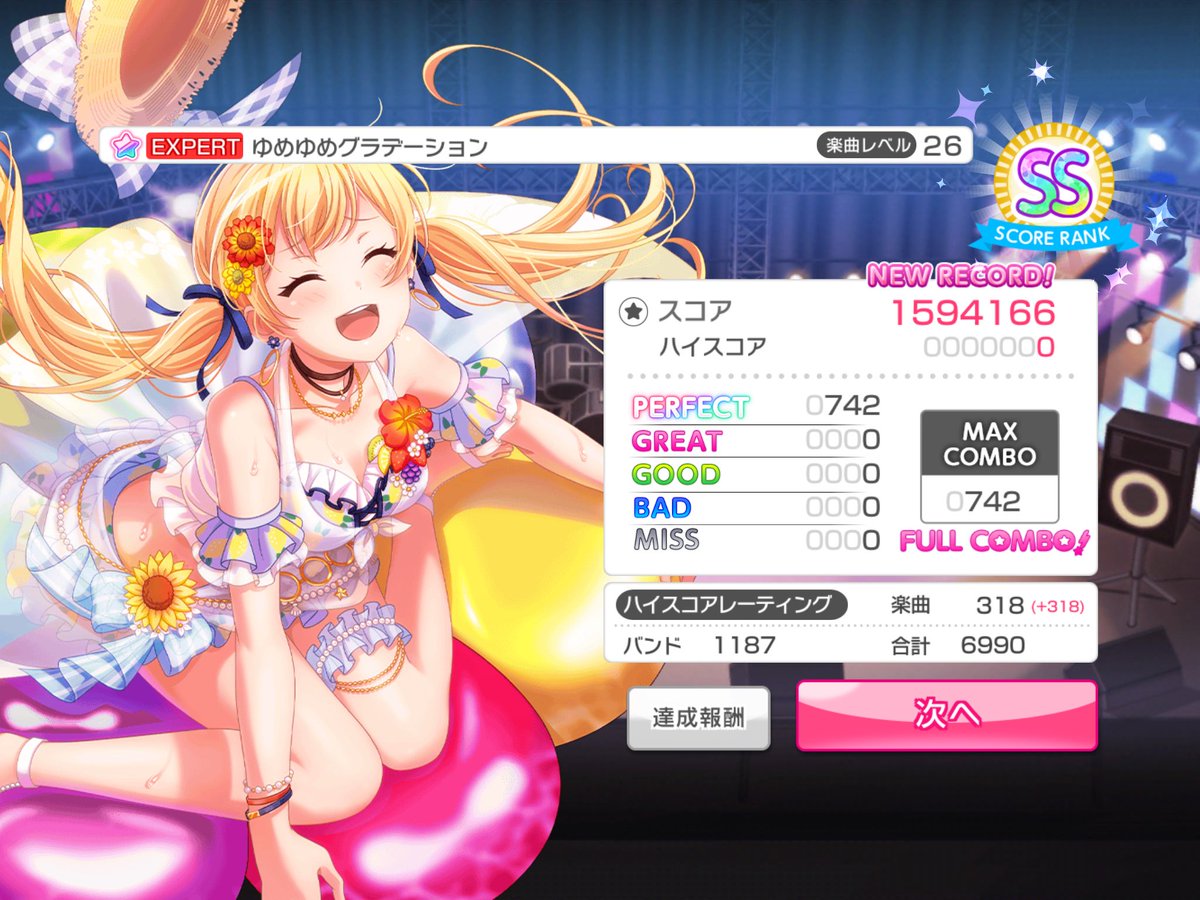 EXPERT ゆめゆめグラデーション 楽曲レベル 26
SS
SCORE RANK
NEW RECORD!
スコア 1594166
ハイスコア 0000000
PERFECT 0742
GREAT 0000
GOOD 0000
BAD 0000
MISS 0000
MAX
COMBO
0742
FULL COMBO!
ハイスコアレーティング 楽曲 318 (+318)
バンド 1187 合計 6990
達成報酬 次へ